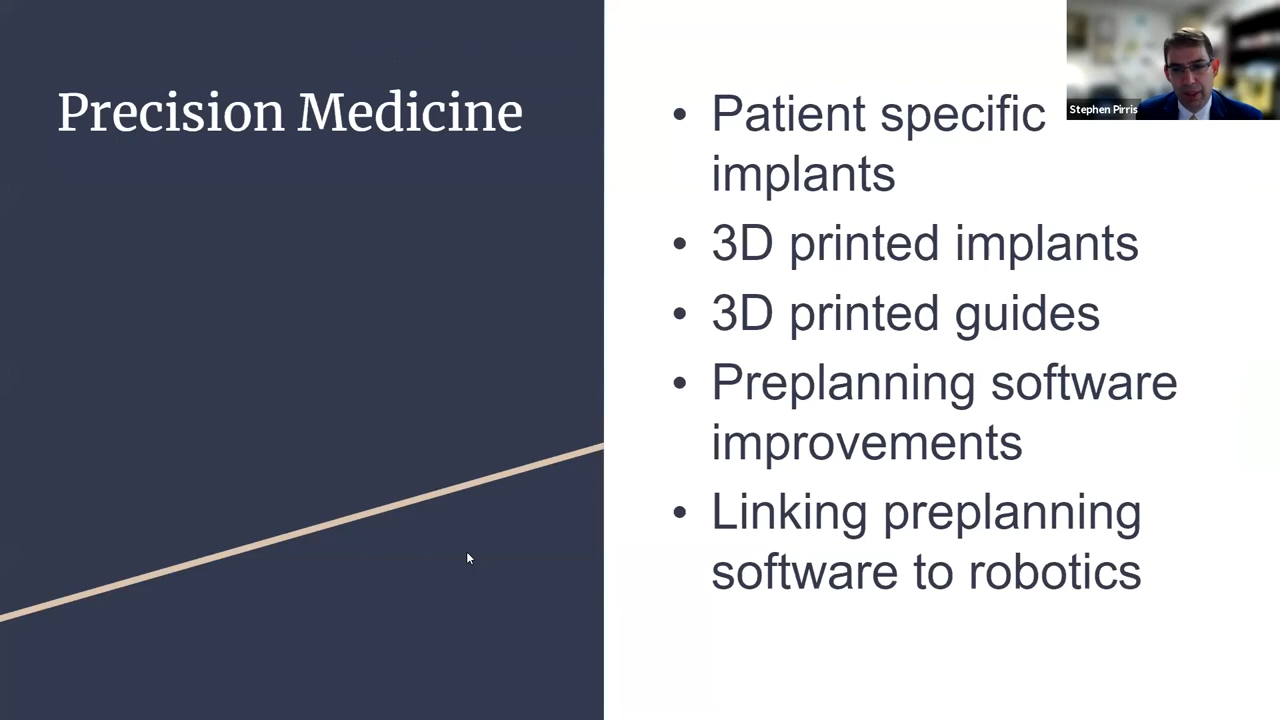 Precision Medicine
• Patient specific
implants
• 3D printed implants
• 3D printed guides
• Preplanning software
improvements
• Linking preplanning
software to robotics
Stephen Pirris